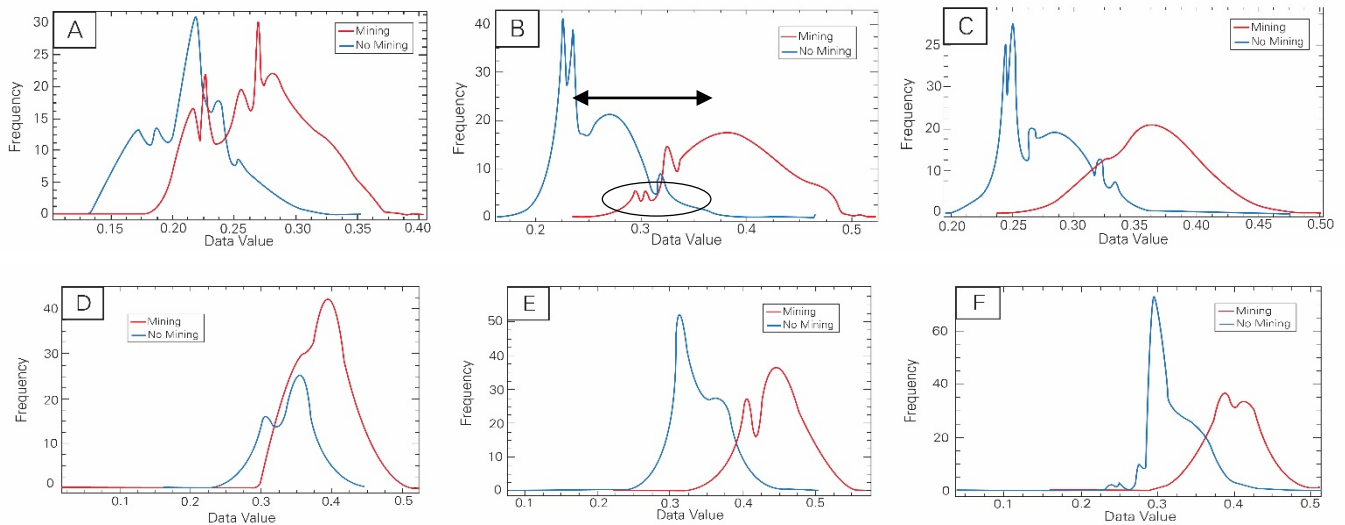 A
Mining
No Mining
Frequency
30
25
20
15
10
5
0
0.15 0.20 0.25 0.30 0.35 0.40
Data Value
B
Mining
No Mining
Frequency
40
30
20
10
0
0.2 0.3 0.4 0.5
Data Value
C
Mining
No Mining
Frequency
25
30
20
10
0
0.20 0.25 0.30 0.35 0.40 0.45 0.50
Data Value
D
Mining
No Mining
Frequency
40
30
20
10
0
0.1 0.2 0.3 0.4 0.5
Data Value
E
Mining
No Mining
Frequency
50
40
30
20
10
0
0.1 0.2 0.3 0.4 0.5
Data Value
F
Mining
No Mining
Frequency
60
40
20
0
0.1 0.2 0.3 0.4 0.5
Data Value